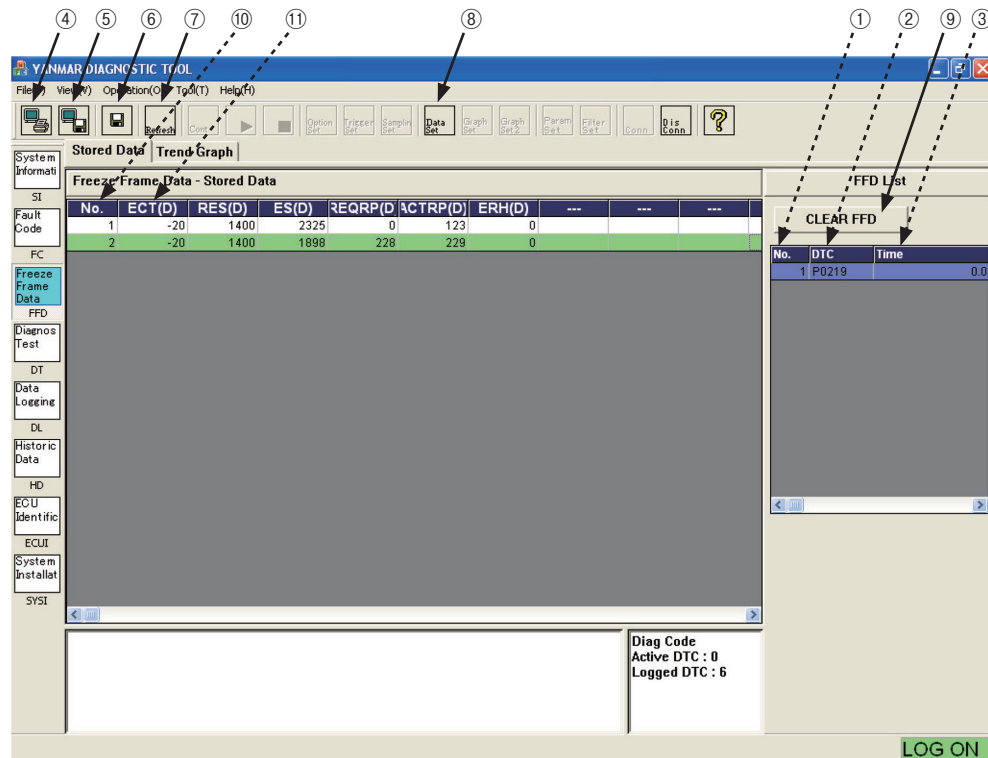 ④ ⑤ ⑥ ⑦ ⑩ ⑪ ⑧ ① ② ⑨ ③
YANMAR DIAGNOSTIC TOOL
File(F) View(V) Operation(O) Tool(T) Help(H)
Refresh Cont Option Set Trigger Set Samplin Set Data Set Graph Set Graph Set 2 Param Set Filter Set Conn Dis Conn ?
Stored Data Trend Graph
Freeze Frame Data - Stored Data
FFD List
CLEAR FFD
No. ECT(D) RES(D) ES(D) REQRP(D) ACTRP(D) ERH(D) --- --- ---
1 -20 1400 2325 0 123 0
2 -20 1400 1898 228 229 0
No. DTC Time
1 P0219 0.0
System
Informati
SI
Fault
Code
FC
Freeze
Frame
Data
FFD
Diagnos
Test
DT
Data
Logging
DL
Historic
Data
HD
ECU
Identific
ECUI
System
Installat
SYSI
Diag Code
Active DTC : 0
Logged DTC : 6
LOG ON